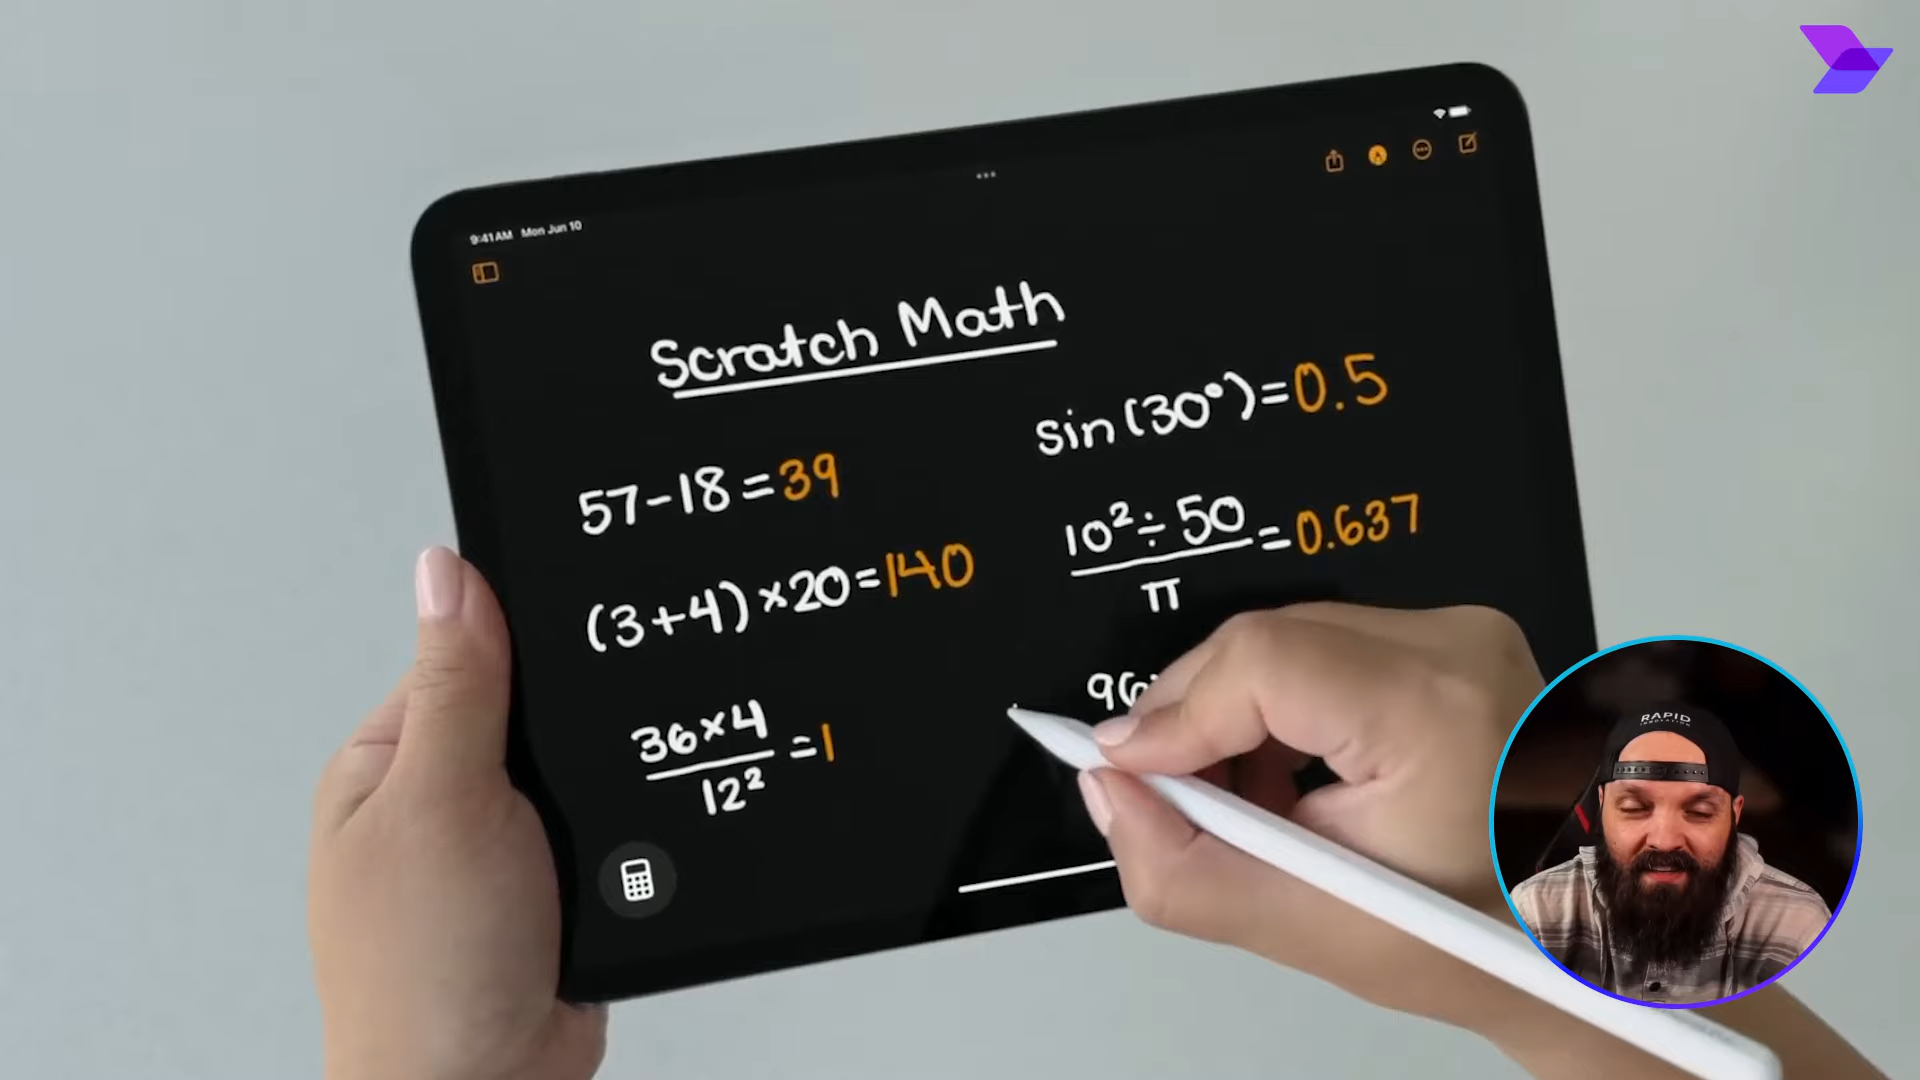 9:41 AM Mon Jun 10
Scratch Math
57-18=39
(3+4)×20=140
36×4
12²
=1
sin(30°)=0.5
10²÷50
π
=0.637
96
RAPID